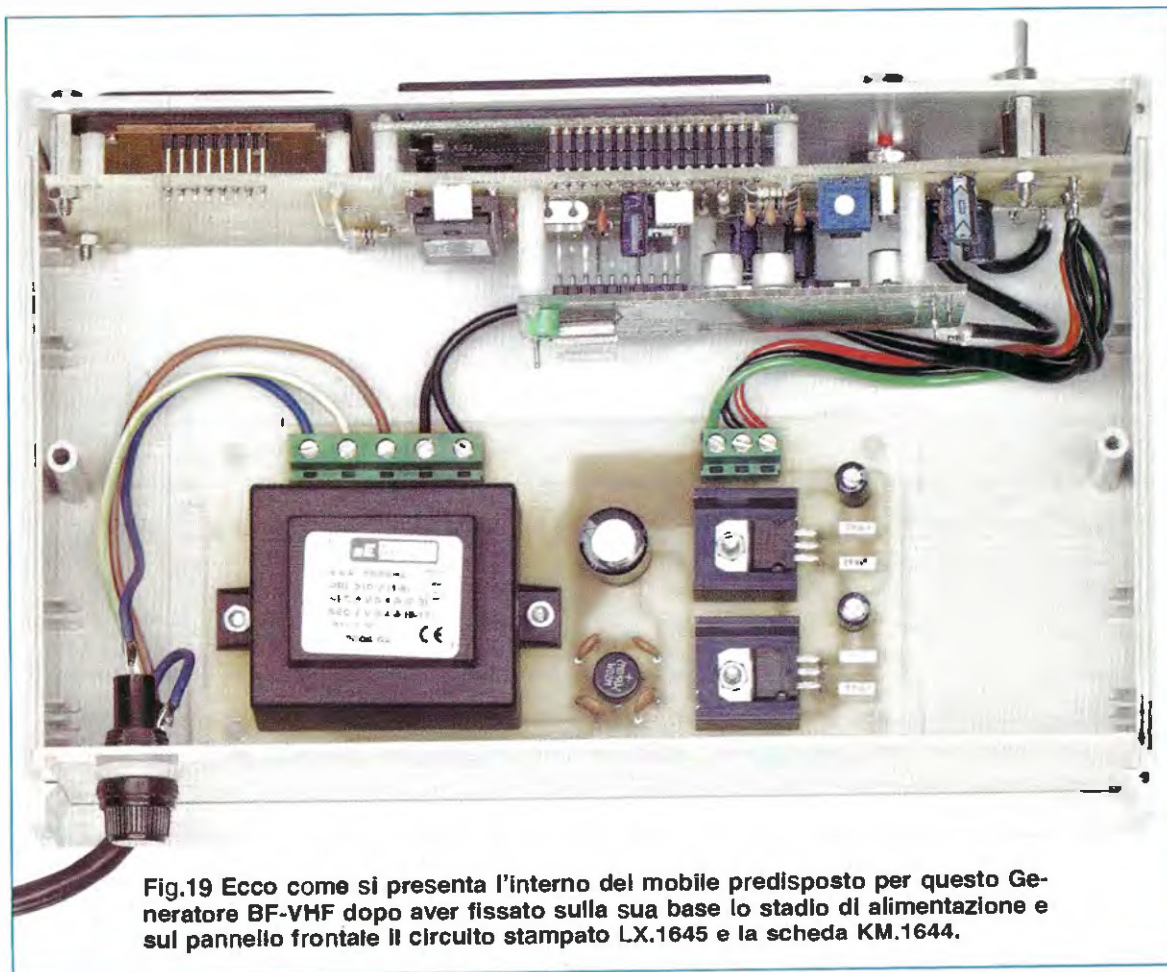 CE
Fig.19 Ecco come si presenta l'interno del mobile predisposto per questo Ge-
neratore BF-VHF dopo aver fissato sulla sua base lo stadio di alimentazione e
sul pannello frontale il circuito stampato LX.1645 e la scheda KM.1644.